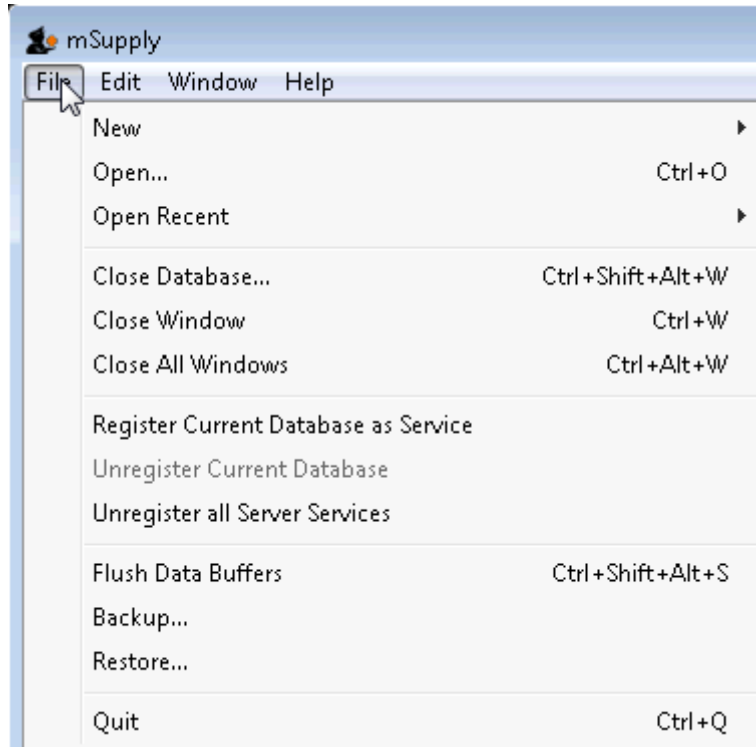 mSupply
File Edit Window Help
New
Open... Ctrl+O
Open Recent
Close Database... Ctrl+Shift+Alt+W
Close Window Ctrl+W
Close All Windows Ctrl+Alt+W
Register Current Database as Service
Unregister Current Database
Unregister all Server Services
Flush Data Buffers Ctrl+Shift+Alt+S
Backup...
Restore...
Quit Ctrl+Q